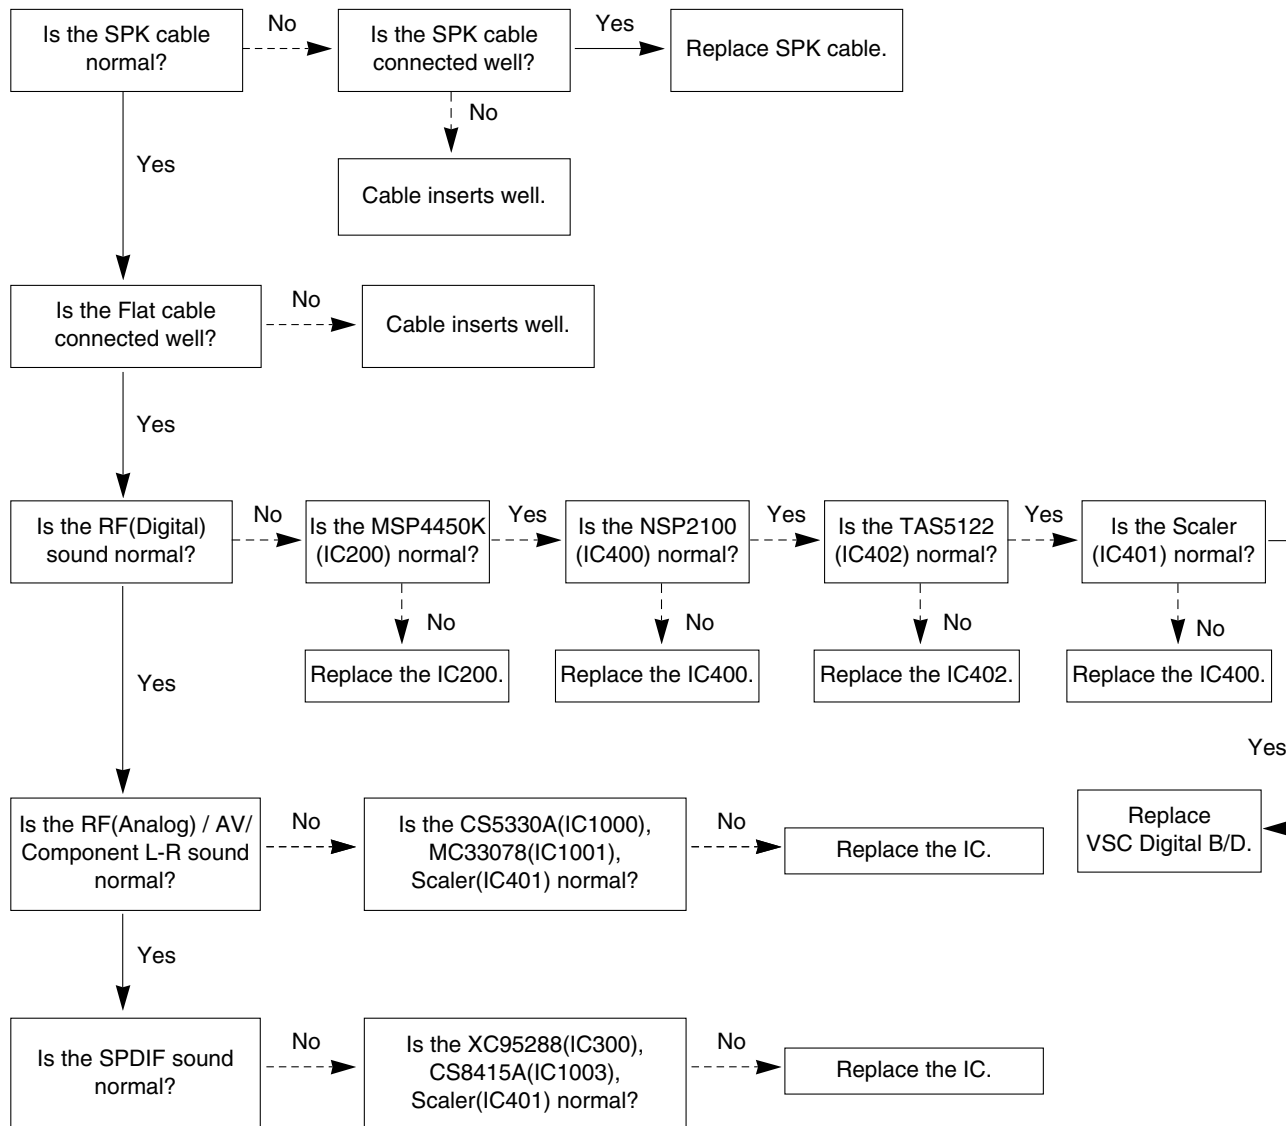 Is the SPK cable
normal?
No
Is the SPK cable
connected well?
Yes
Replace SPK cable.
No
Cable inserts well.
Yes
Is the Flat cable
connected well?
No
Cable inserts well.
Yes
Is the RF(Digital)
sound normal?
No
Is the MSP4450K
(IC200) normal?
Yes
Is the NSP2100
(IC400) normal?
Yes
Is the TAS5122
(IC402) normal?
Yes
Is the Scaler
(IC401) normal?
No
No
No
No
Replace the IC200.
Replace the IC400.
Replace the IC402.
Replace the IC400.
Yes
Yes
Replace
VSC Digital B/D.
Is the RF(Analog) / AV/
Component L-R sound
normal?
No
Is the CS5330A(IC1000),
MC33078(IC1001),
Scaler(IC401) normal?
No
Replace the IC.
Yes
Is the SPDIF sound
normal?
No
Is the XC95288(IC300),
CS8415A(IC1003),
Scaler(IC401) normal?
No
Replace the IC.